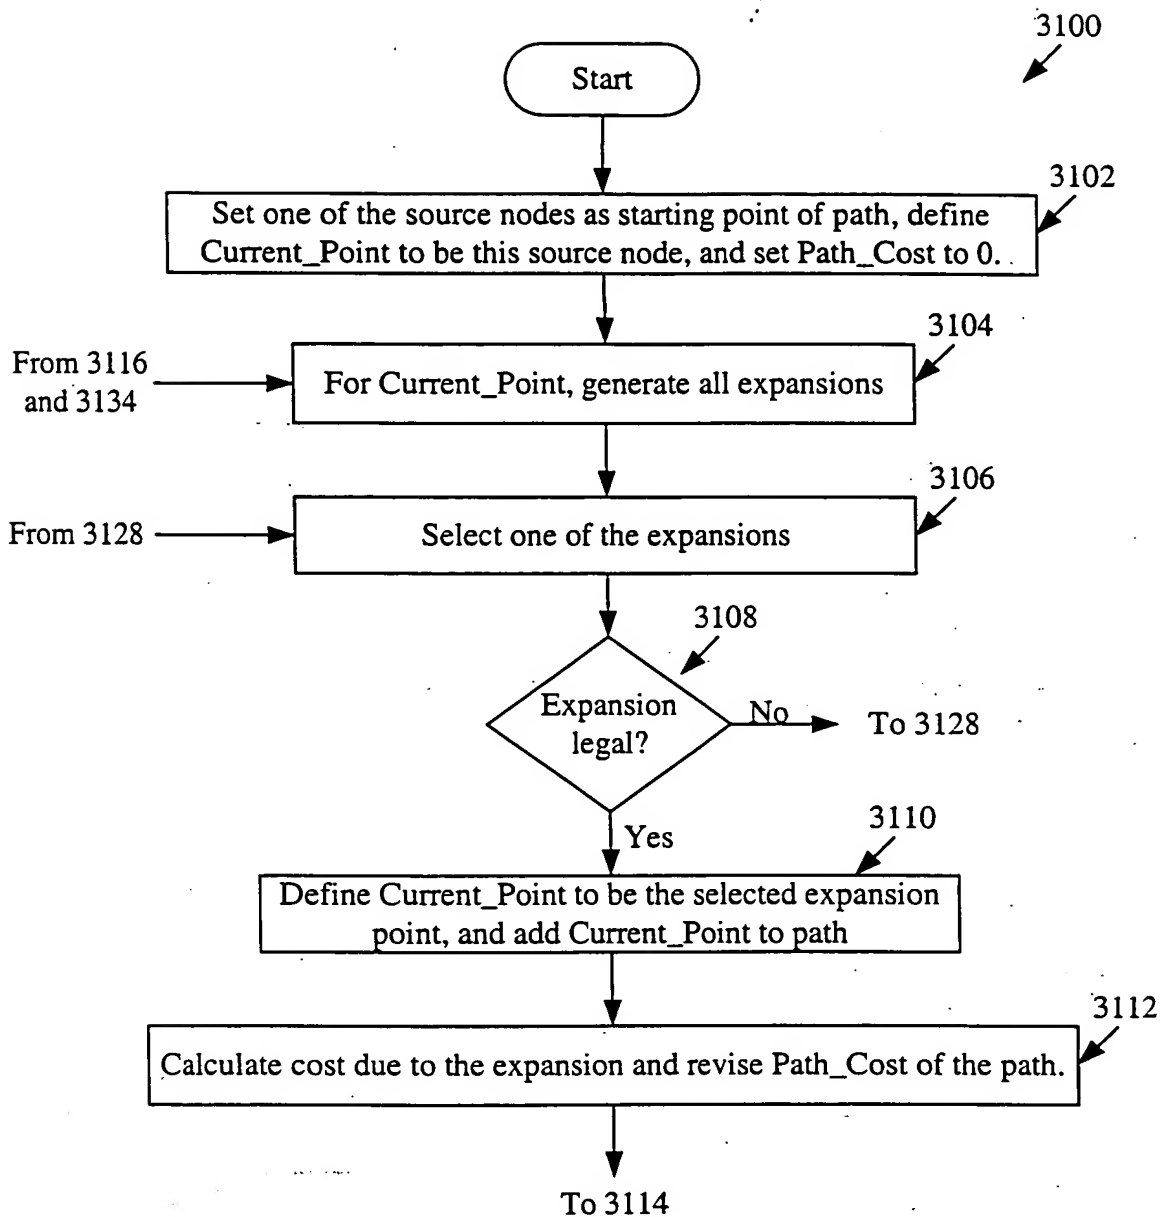 3100
Start
3102
Set one of the source nodes as starting point of path, define
Current_Point to be this source node, and set Path_Cost to 0.
3104
From 3116
and 3134
For Current_Point, generate all expansions
3106
From 3128
Select one of the expansions
3108
Expansion
legal?
No
To 3128
Yes
3110
Define Current_Point to be the selected expansion
point, and add Current_Point to path
3112
Calculate cost due to the expansion and revise Path_Cost of the path.
To 3114